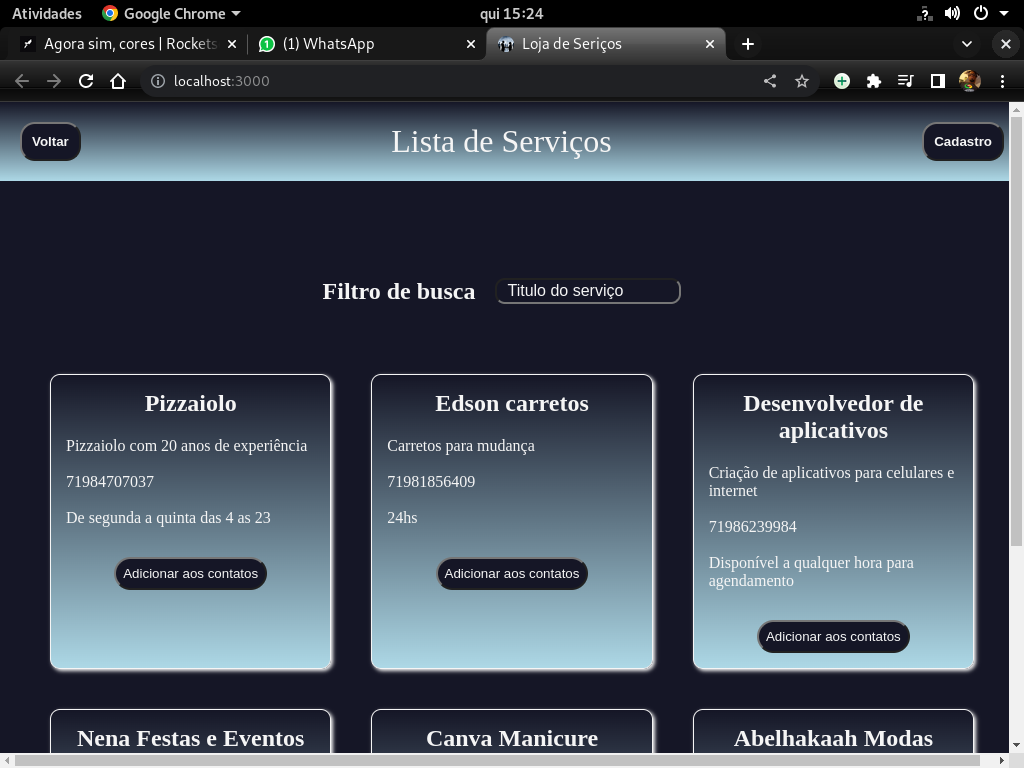 Atividades Google Chrome qui 15:24
Agora sim, cores | Rockets (1) WhatsApp Loja de Seriços
localhost:3000
Voltar Lista de Serviços Cadastro
Filtro de busca Titulo do serviço
Pizzaiolo
Pizzaiolo com 20 anos de experiência
71984707037
De segunda a quinta das 4 as 23
Adicionar aos contatos
Edson carretos
Carretos para mudança
71981856409
24hs
Adicionar aos contatos
Desenvolvedor de
aplicativos
Criação de aplicativos para celulares e
internet
71986239984
Disponível a qualquer hora para
agendamento
Adicionar aos contatos
Nena Festas e Eventos
Canva Manicure
Abelhakaah Modas